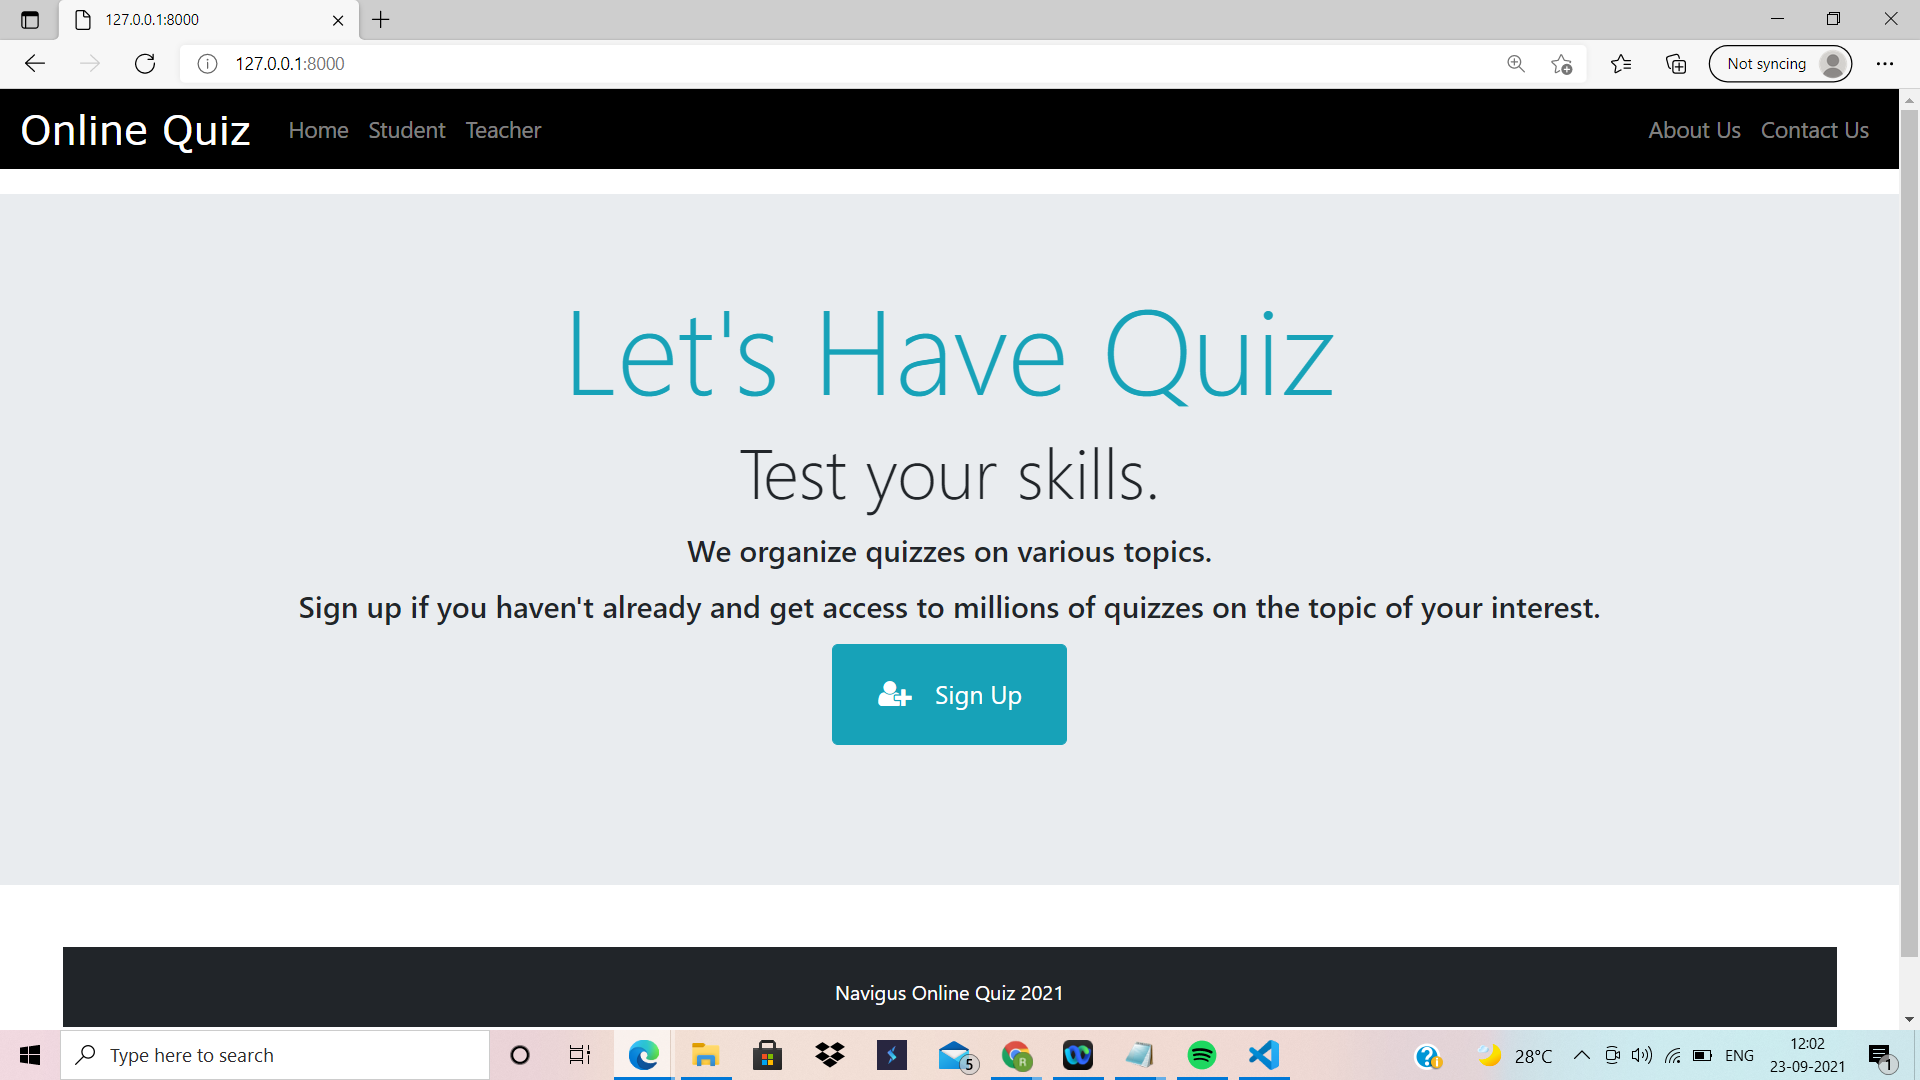 127.0.0.1:8000
127.0.0.1:8000
Not syncing
Online Quiz Home Student Teacher About Us Contact Us
Let's Have Quiz
Test your skills.
We organize quizzes on various topics.
Sign up if you haven't already and get access to millions of quizzes on the topic of your interest.
Sign Up
Navigus Online Quiz 2021
Type here to search
5
R
28°C
ENG
12:02
23-09-2021
1